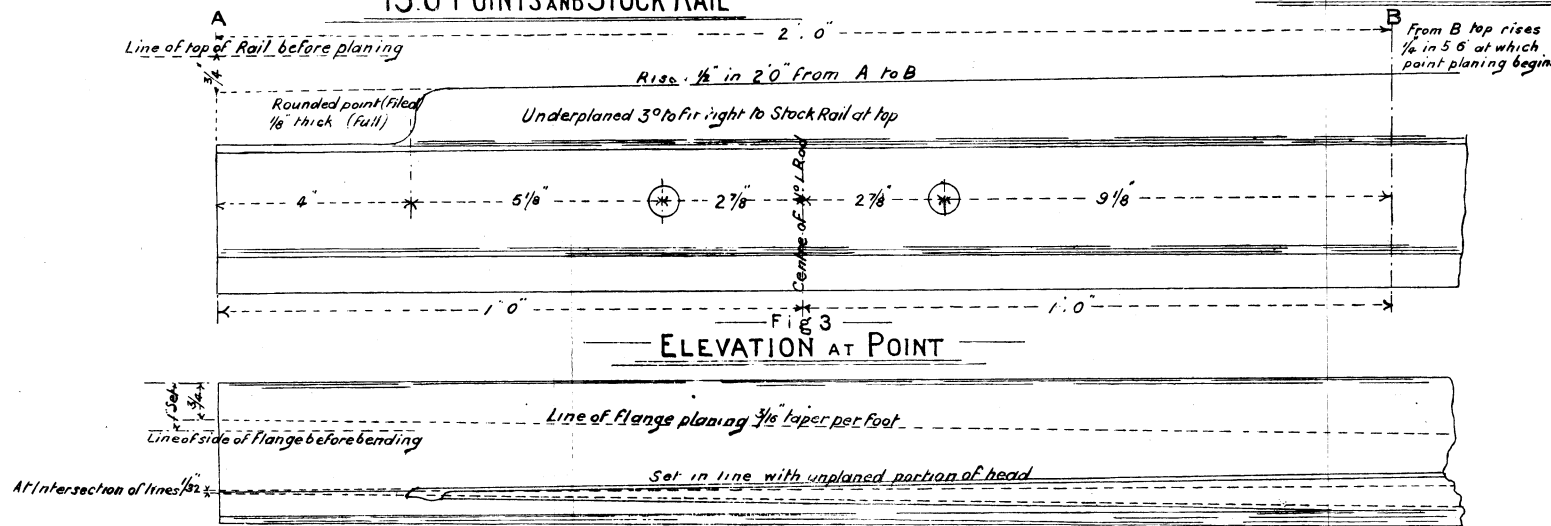 15.0 POINTS AND STOCK RAIL
A
2'.0"
B
Line of top of Rail before planing
From B top rises
1/4" in 5'6" at which
point planing begin
3/4"
Rise 1/2" in 2'0" from A to B
Rounded point (Filed)
1/8" thick (full)
Underplaned 3° to fit right to Stock Rail at top
4"
5 1/8"
2 7/8"
Centre of No 1 Rod
2 7/8"
9 1/8"
1'0"
1'.0"
Fig 3
ELEVATION AT POINT
1" Set
3/4"
Line of Flange planing 3/16" taper per foot
Line of side of Flange before bending
Set in line with unplaned portion of head
At Intersection of lines 1/32"